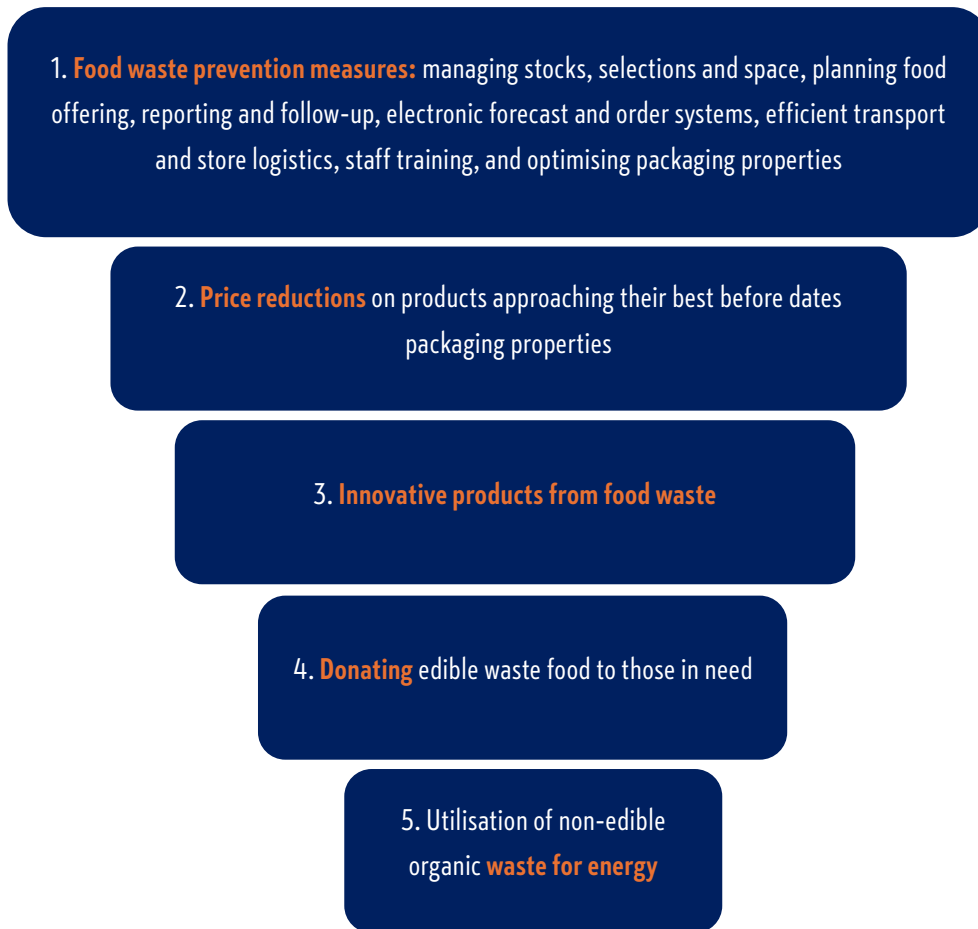 1. Food waste prevention measures: managing stocks, selections and space, planning food
offering, reporting and follow-up, electronic forecast and order systems, efficient transport
and store logistics, staff training, and optimising packaging properties
2. Price reductions on products approaching their best before dates
packaging properties
3. Innovative products from food waste
4. Donating edible waste food to those in need
5. Utilisation of non-edible
organic waste for energy